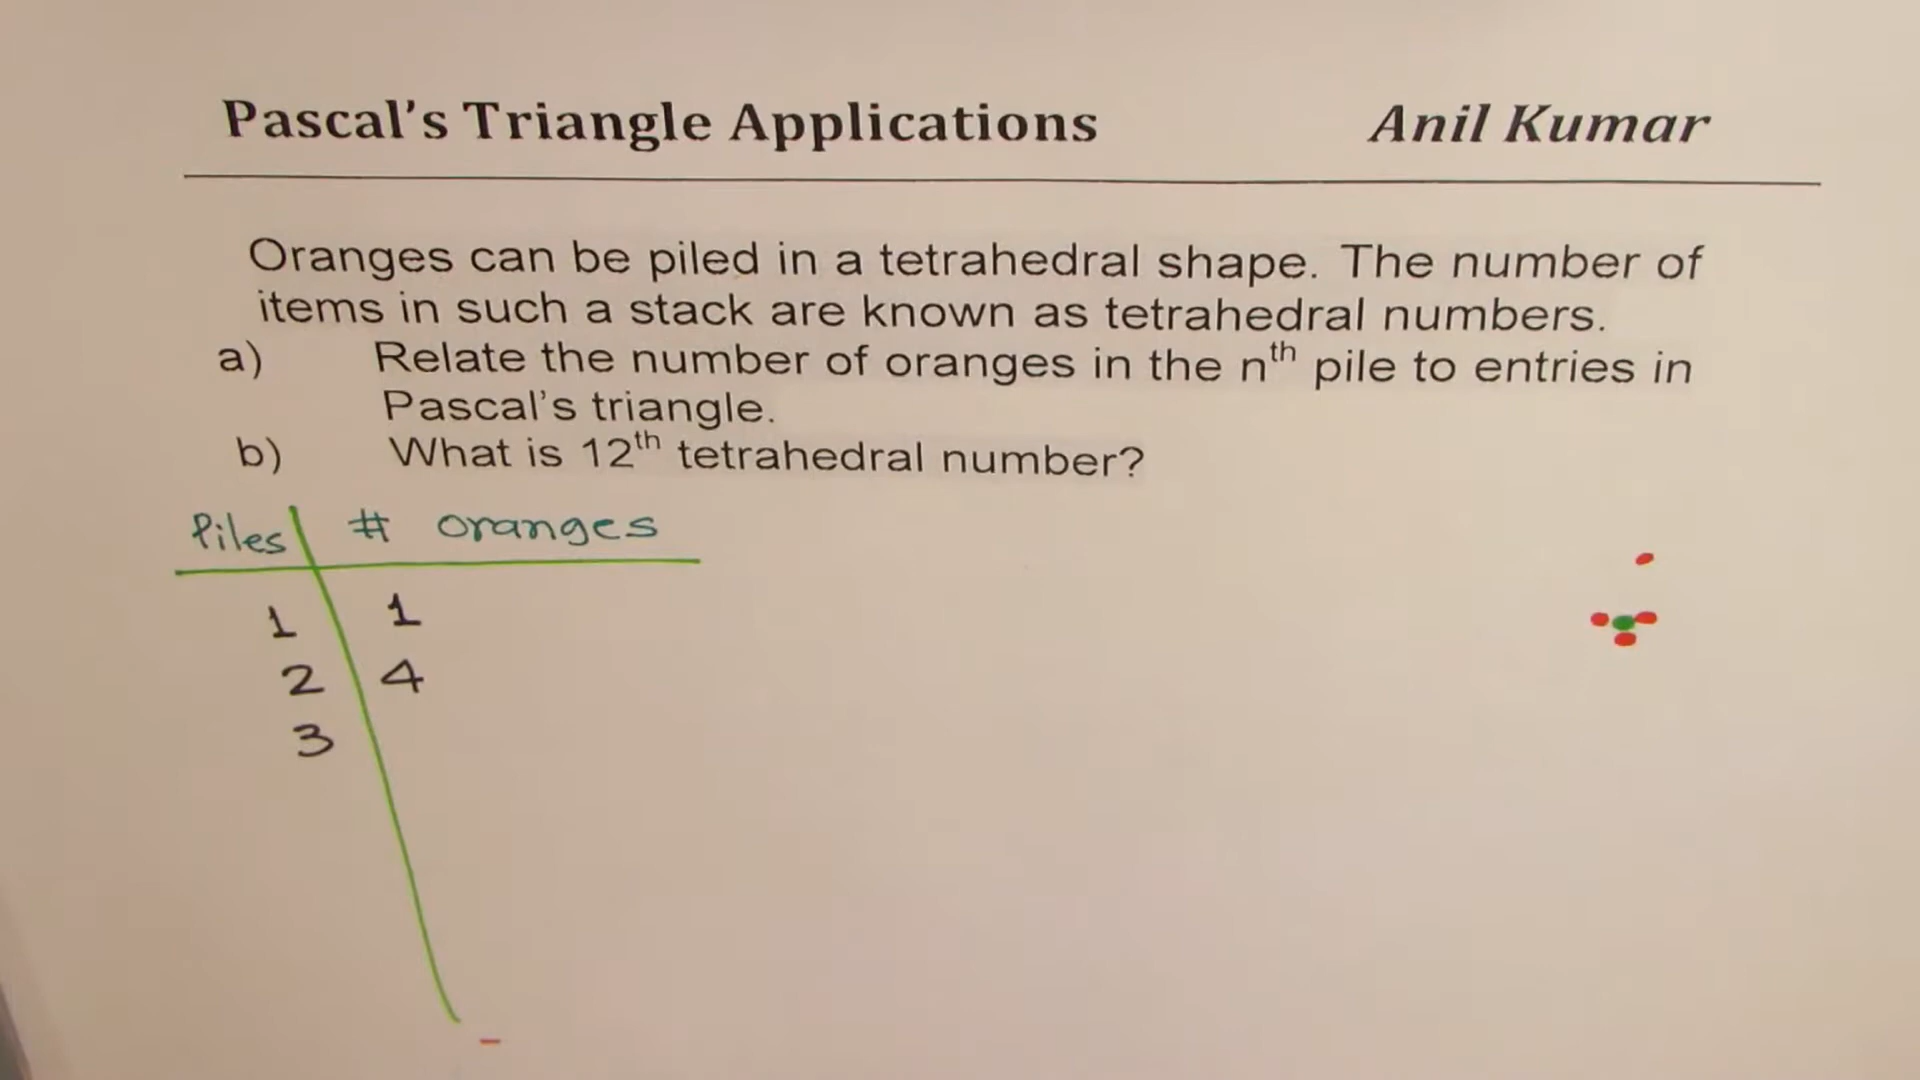 Pascal's Triangle Applications Anil Kumar
Oranges can be piled in a tetrahedral shape. The number of
items in such a stack are known as tetrahedral numbers.
a) Relate the number of oranges in the nth pile to entries in
Pascal's triangle.
b) What is 12th tetrahedral number?
Piles # oranges
1 1
2 4
3